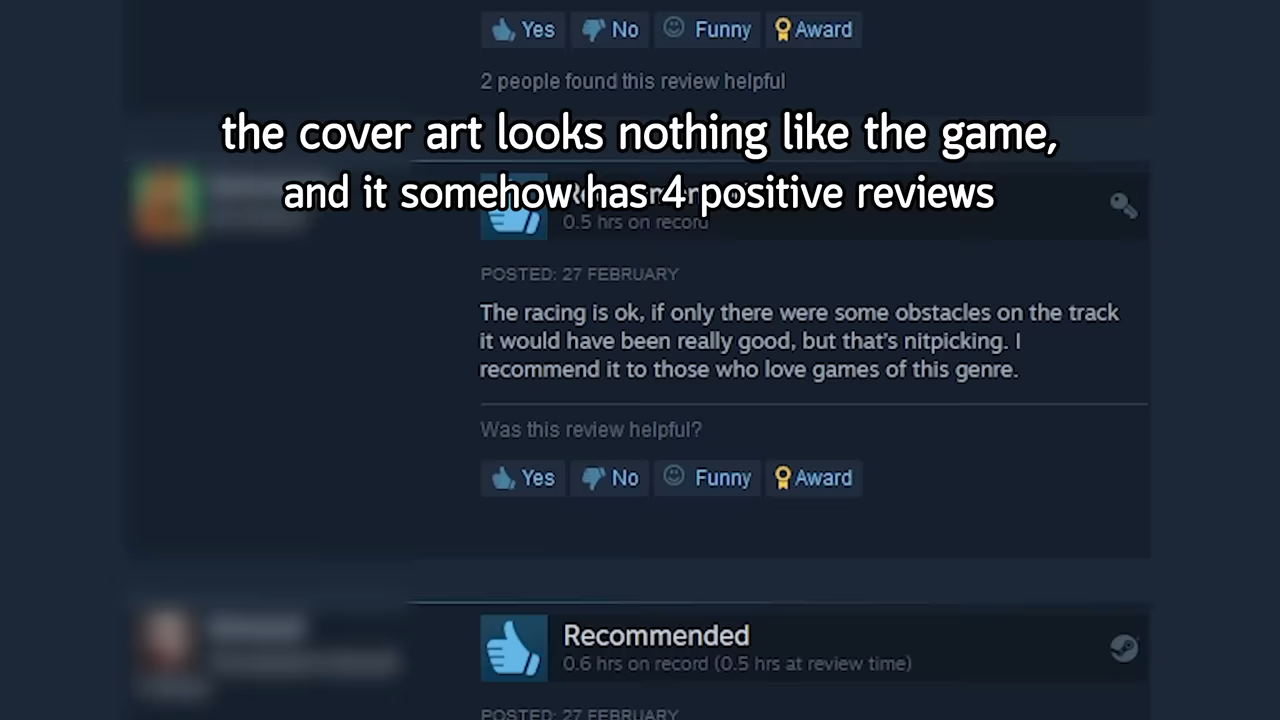 Yes No Funny Award
2 people found this review helpful
the cover art looks nothing like the game,
and it somehow has 4 positive reviews
0.5 hrs on record
POSTED: 27 FEBRUARY
The racing is ok, if only there were some obstacles on the track
it would have been really good, but that's nitpicking. I
recommend it to those who love games of this genre.
Was this review helpful?
Yes No Funny Award
Recommended
0.6 hrs on record (0.5 hrs at review time)
POSTED: 27 FEBRUARY